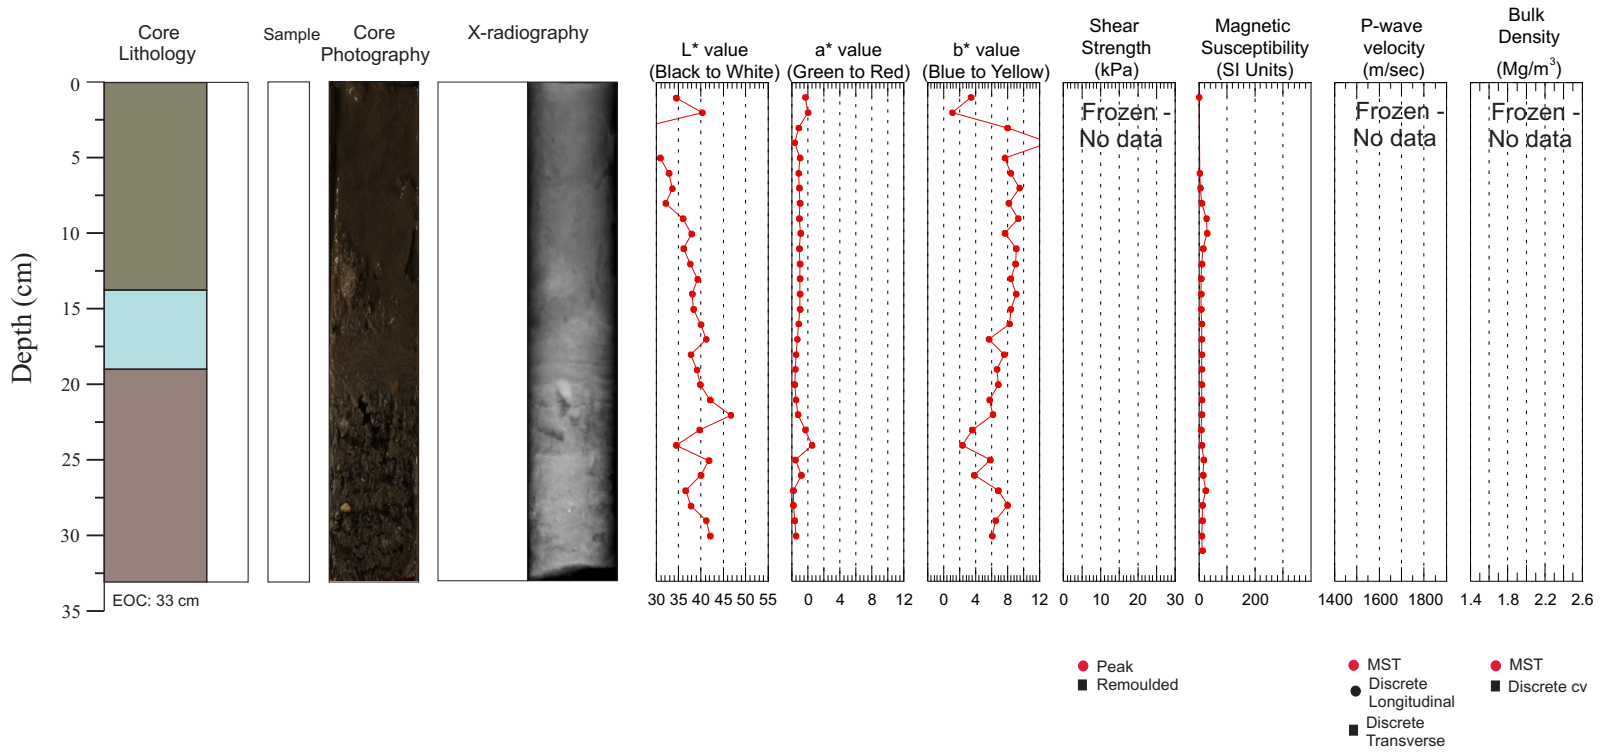 Core
Lithology
Sample
Core
Photography
X-radiography
L* value
(Black to White)
a* value
(Green to Red)
b* value
(Blue to Yellow)
Shear
Strength
(kPa)
Magnetic
Susceptibility
(SI Units)
P-wave
velocity
(m/sec)
Bulk
Density
(Mg/m³)
Depth (cm)
0
5
10
15
20
25
30
35
EOC: 33 cm
Frozen -
No data
Frozen -
No data
Frozen -
No data
30 35 40 45 50 55
0 4 8 12
0 4 8 12
0 10 20 30
0 200
1400 1600 1800
1.4 1.8 2.2 2.6
Peak
Remoulded
MST
Discrete
Longitudinal
Discrete
Transverse
MST
Discrete cv